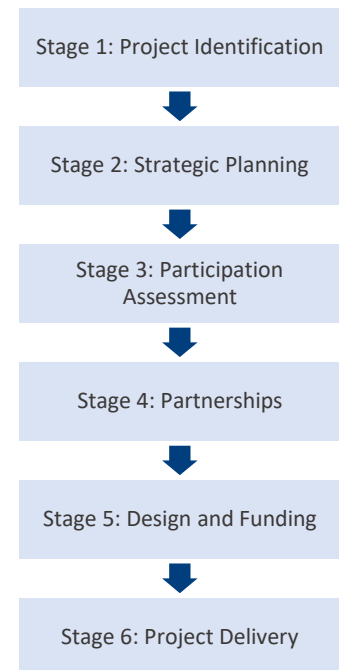 Stage 1: Project Identification
Stage 2: Strategic Planning
Stage 3: Participation
Assessment
Stage 4: Partnerships
Stage 5: Design and Funding
Stage 6: Project Delivery